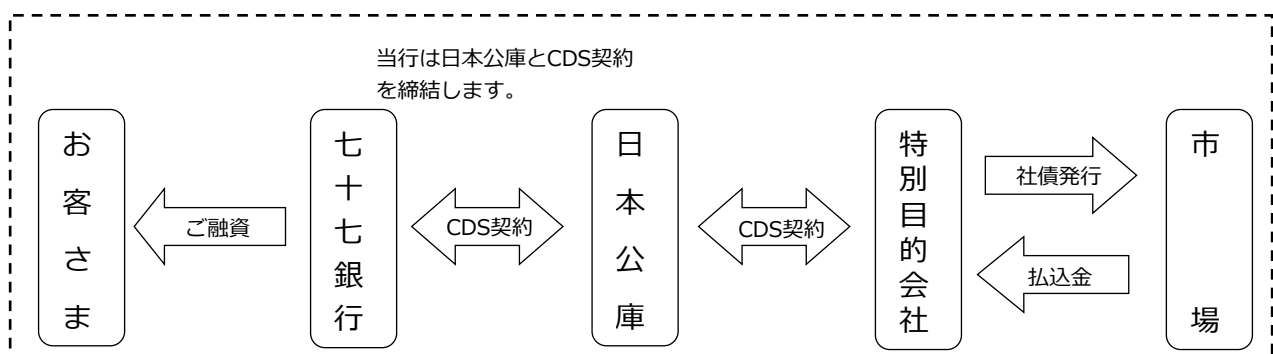 当行は日本公庫とCDS契約
を締結します。
お客さま
ご融資
七十七銀行
CDS契約
日本公庫
CDS契約
特別目的会社
社債発行
払込金
市場